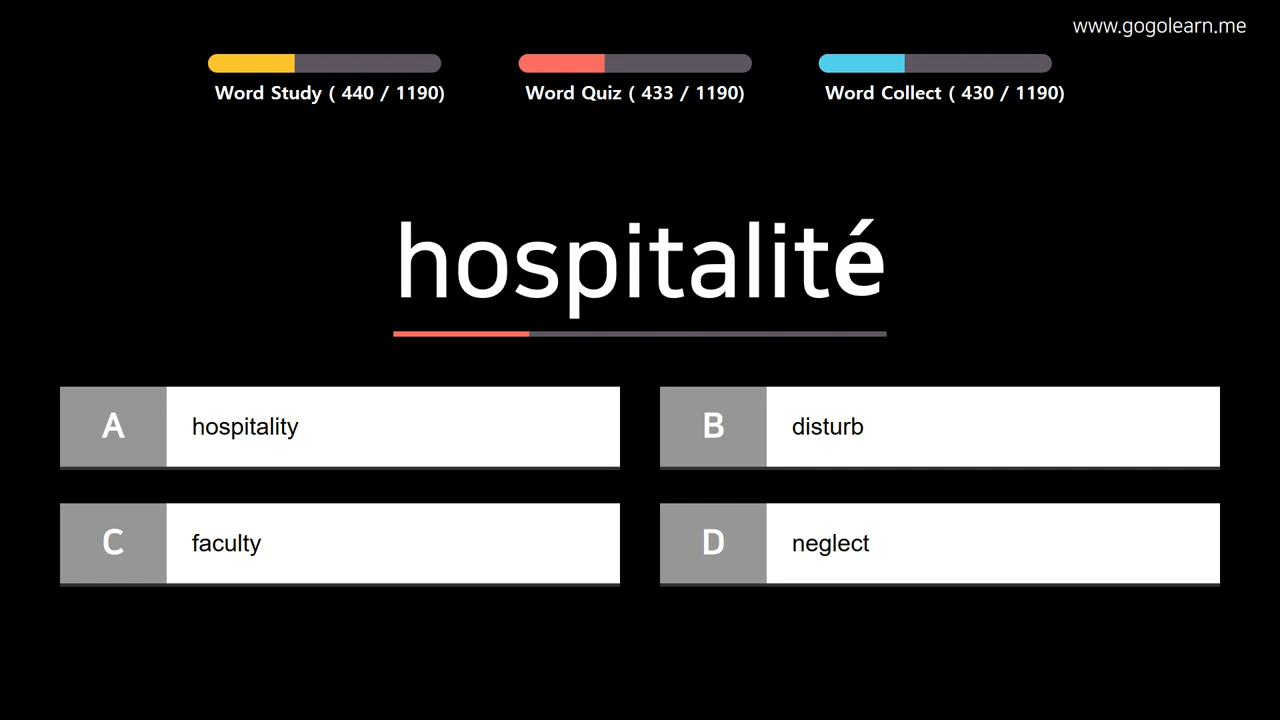 www.gogolearn.me
Word Study ( 440 / 1190)
Word Quiz ( 433 / 1190)
Word Collect ( 430 / 1190)
hospitalité
A hospitality
B disturb
C faculty
D neglect